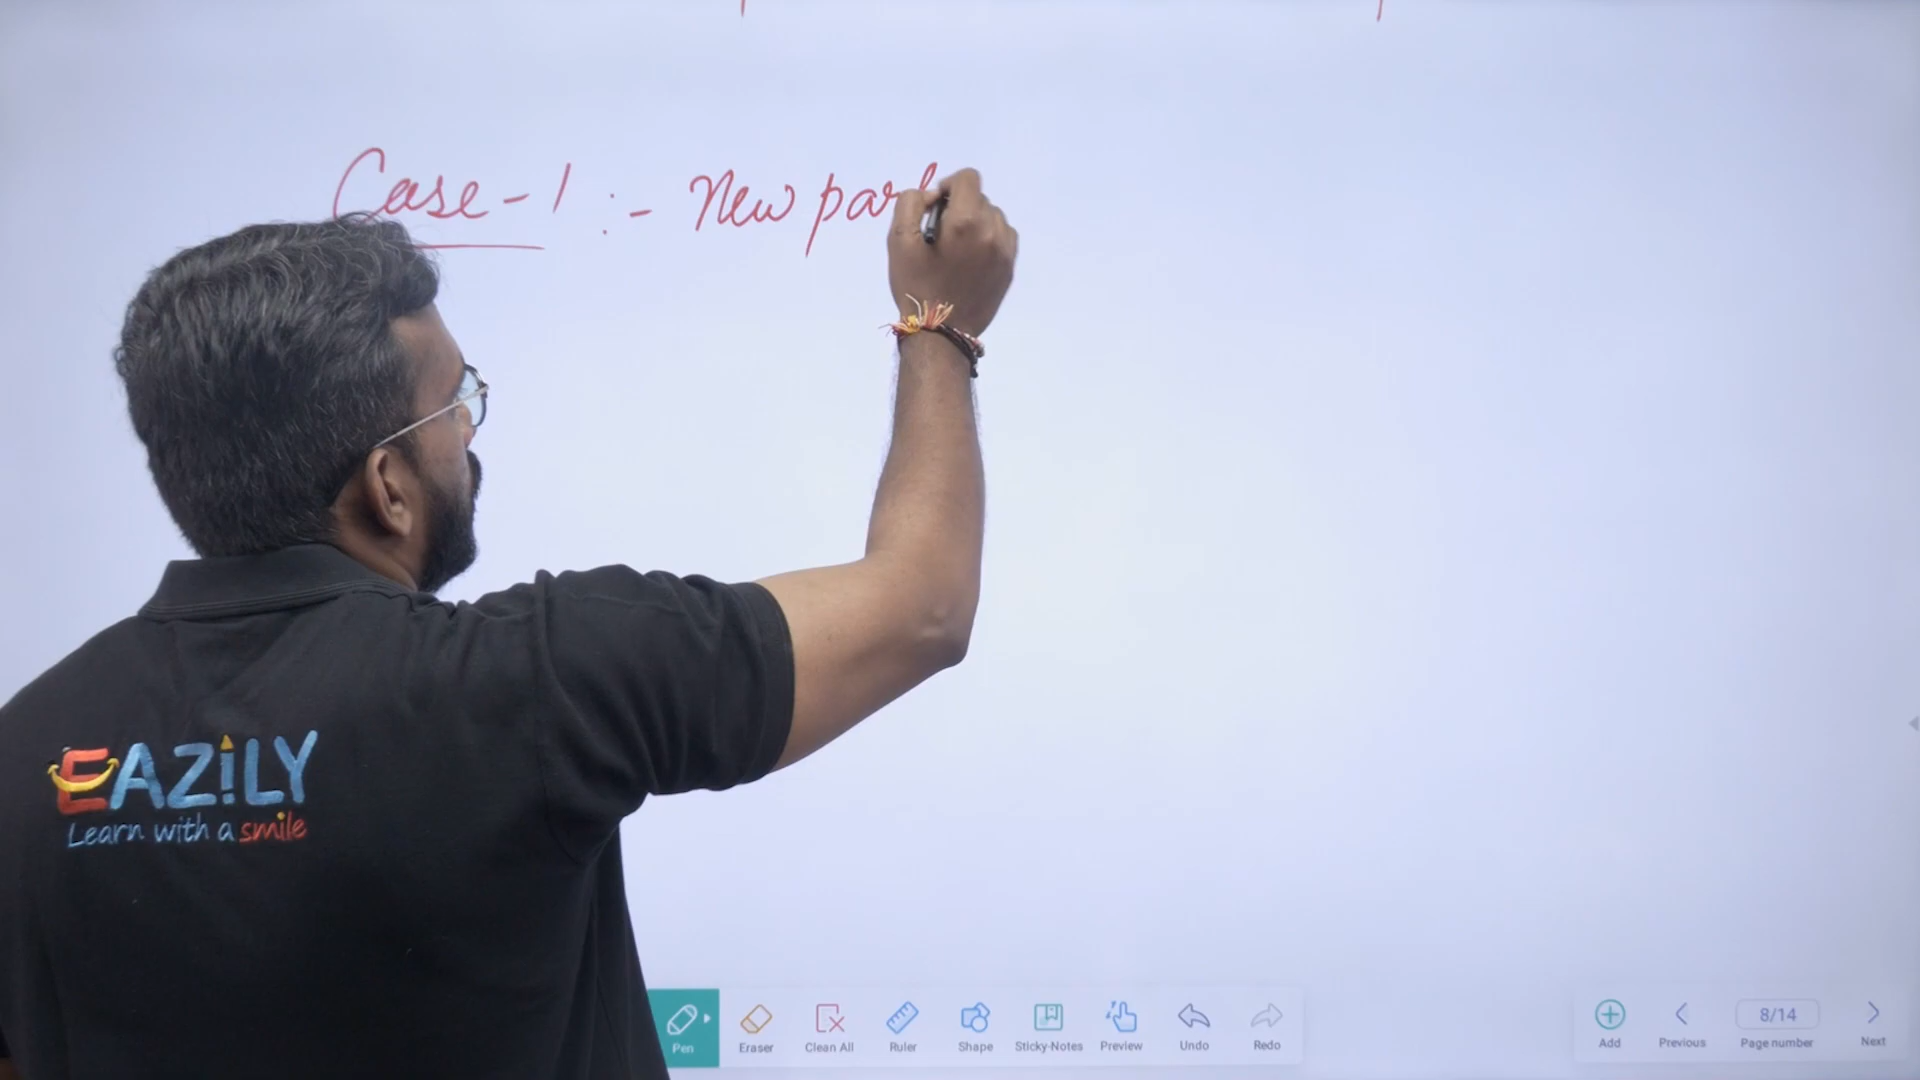 Case-1 :- New part
EAZILY
Learn with a smile
Pen
Eraser
Clean All
Ruler
Shape
Sticky-Notes
Preview
Undo
Redo
Add
Previous
8/14
Page number
Next